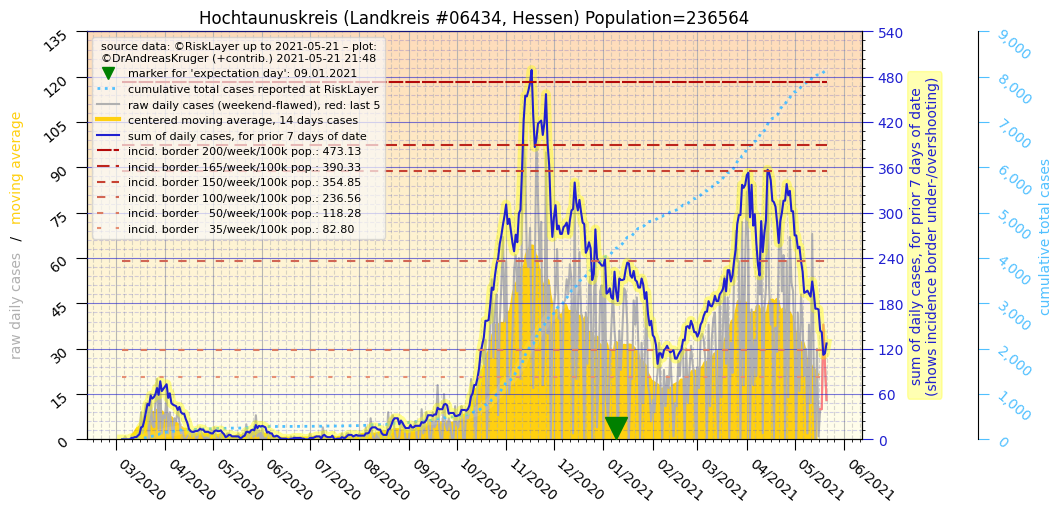 Hochtaunuskreis (Landkreis #06434, Hessen) Population=236564
source data: ©RiskLayer up to 2021-05-21 – plot:
©DrAndreasKruger (+contrib.) 2021-05-21 21:48
marker for 'expectation day': 09.01.2021
cumulative total cases reported at RiskLayer
raw daily cases (weekend-flawed), red: last 5
centered moving average, 14 days cases
sum of daily cases, for prior 7 days of date
incid. border 200/week/100k pop.: 473.13
incid. border 165/week/100k pop.: 390.33
incid. border 150/week/100k pop.: 354.85
incid. border 100/week/100k pop.: 236.56
incid. border 50/week/100k pop.: 118.28
incid. border 35/week/100k pop.: 82.80
raw daily cases / moving average
135
120
105
90
75
60
45
30
15
0
03/2020
04/2020
05/2020
06/2020
07/2020
08/2020
09/2020
10/2020
11/2020
12/2020
01/2021
02/2021
03/2021
04/2021
05/2021
06/2021
540
480
420
360
300
240
180
120
60
0
sum of daily cases, for prior 7 days of date
(shows incidence border under-/overshooting)
9,000
8,000
7,000
6,000
5,000
4,000
3,000
2,000
1,000
0
cumulative total cases